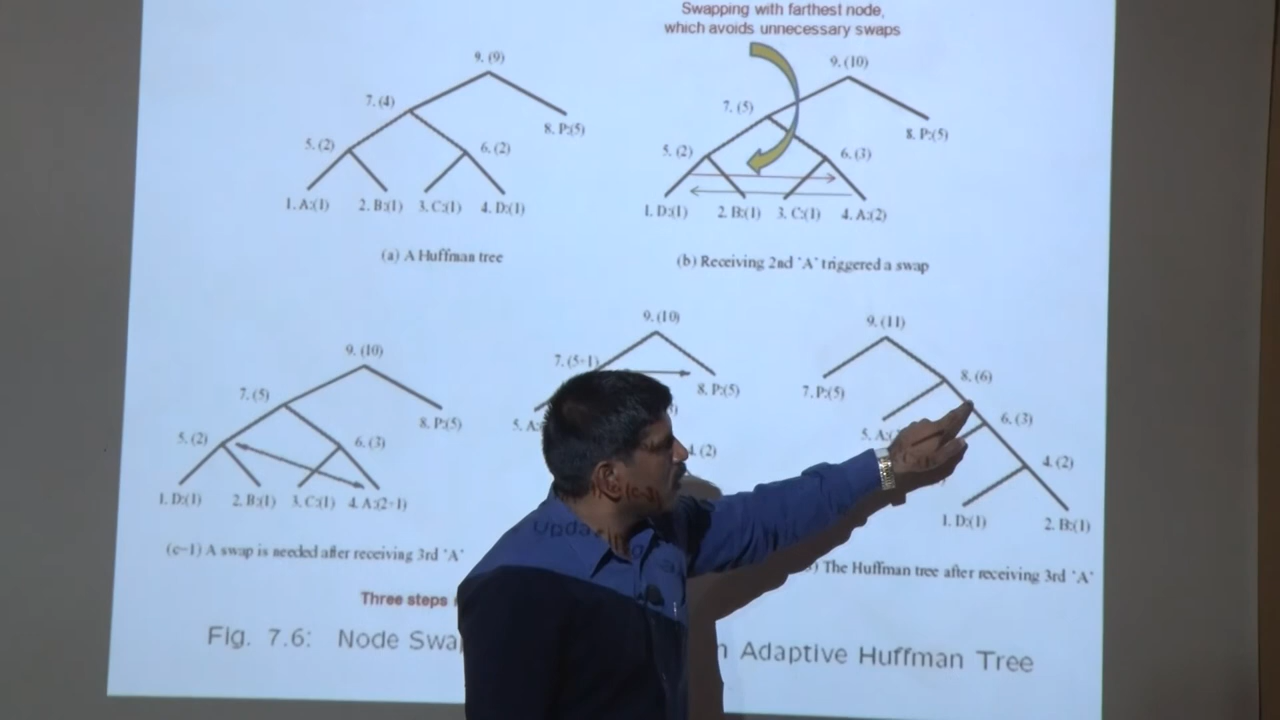 Swapping with farthest node,
which avoids unnecessary swaps
9. (9)
7. (4)
8. P:(5)
5. (2)
6. (2)
1. A:(1) 2. B:(1) 3. C:(1) 4. D:(1)
(a) A Huffman tree
9. (10)
7. (5)
8. P:(5)
5. (2)
6. (3)
1. D:(1) 2. B:(1) 3. C:(1) 4. A:(2)
(b) Receiving 2nd 'A' triggered a swap
9. (10)
7. (5)
8. P:(5)
5. (2)
6. (3)
1. D:(1) 2. B:(1) 3. C:(1) 4. A:(2+1)
(c-1) A swap is needed after receiving 3rd 'A'
9. (10)
7. (5+1)
8. P:(5)
5. A:
4. (2)
9. (11)
7. P:(5)
8. (6)
5. A:(
6. (3)
4. (2)
1. D:(1)
2. B:(1)
) The Huffman tree after receiving 3rd 'A'
Three steps
Fig. 7.6: Node Swa n Adaptive Huffman Tree